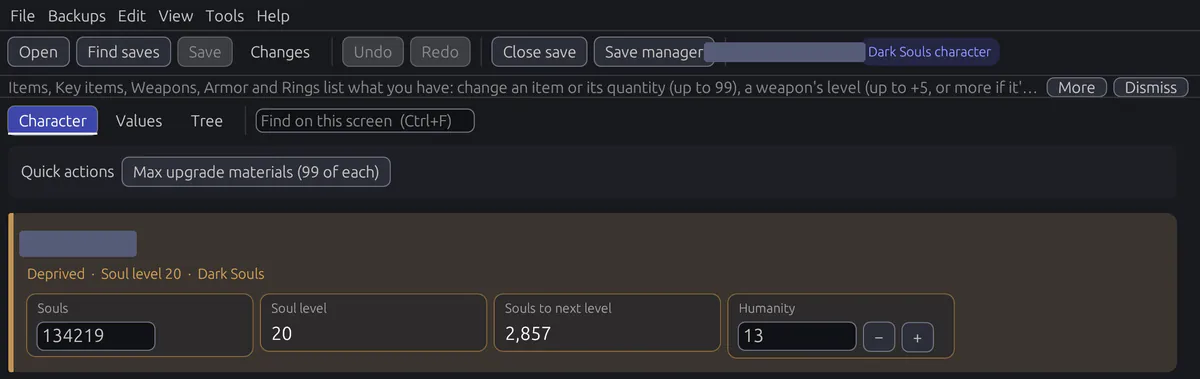 File Backups Edit View Tools Help
Open Find saves Save Changes Undo Redo Close save Save manager Dark Souls character
Items, Key items, Weapons, Armor and Rings list what you have: change an item or its quantity (up to 99), a weapon's level (up to +5, or more if it'... More Dismiss
Character Values Tree Find on this screen (Ctrl+F)
Quick actions Max upgrade materials (99 of each)
Deprived · Soul level 20 · Dark Souls
Souls Soul level Souls to next level Humanity
134219 20 2,857 13 − +